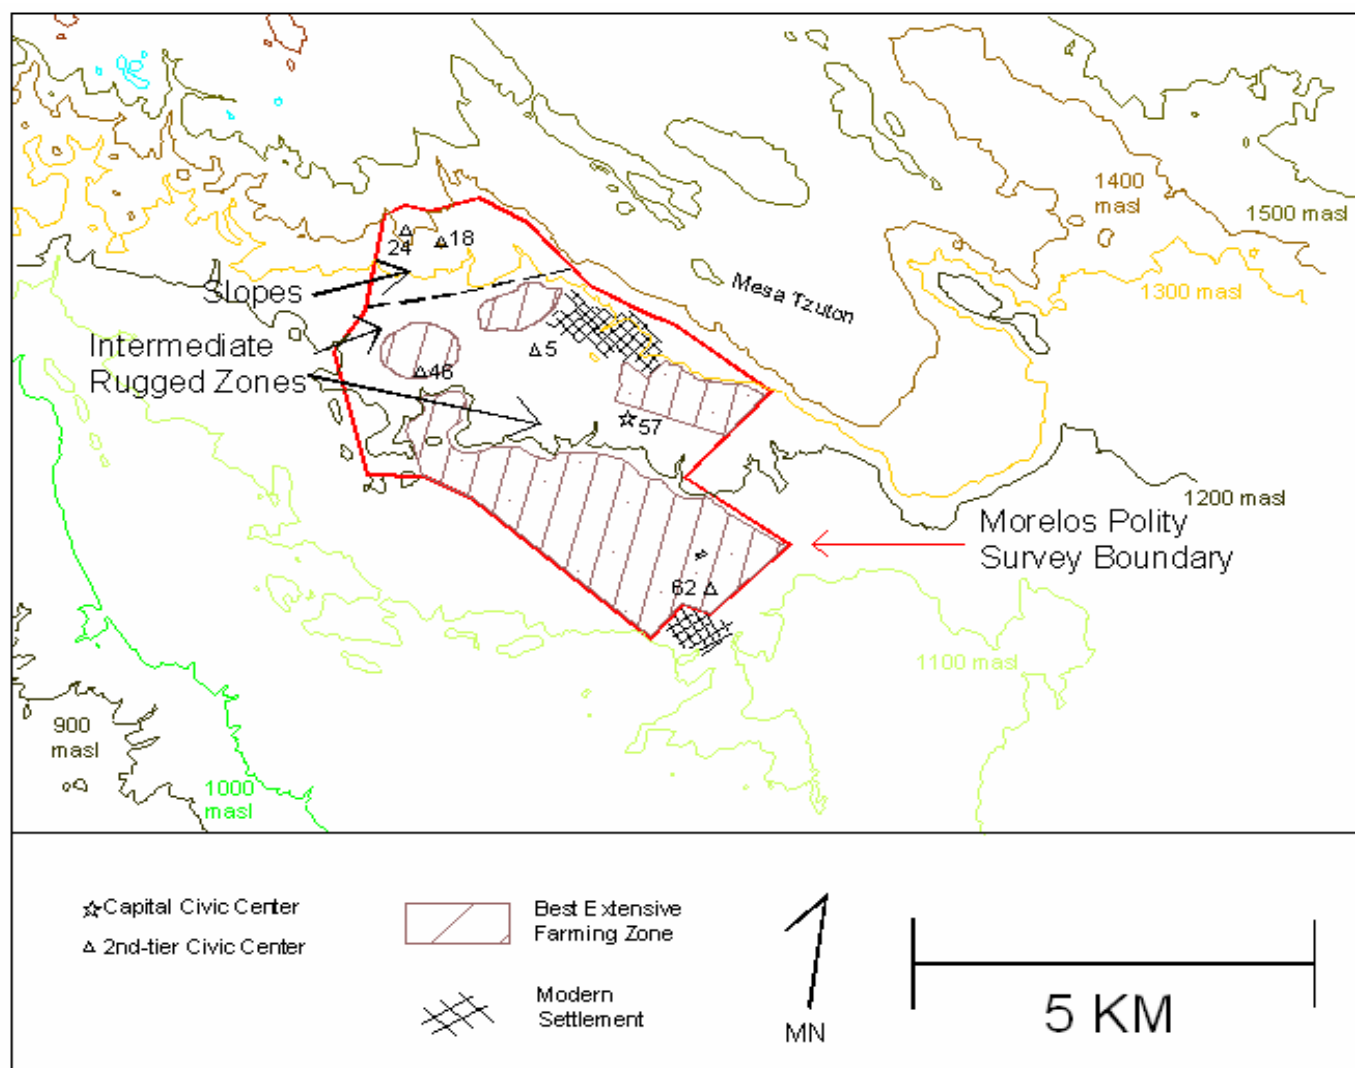 1400
masl
1500 masl
24
18
Mesa Tzuton
1300 masl
Slopes
Intermediate
Rugged Zones
5
46
57
1200 masl
Morelos Polity
Survey Boundary
62
1100 masl
900
masl
1000
masl
Capital Civic Center
2nd-tier Civic Center
Best Extensive
Farming Zone
Modern
Settlement
MN
5 KM